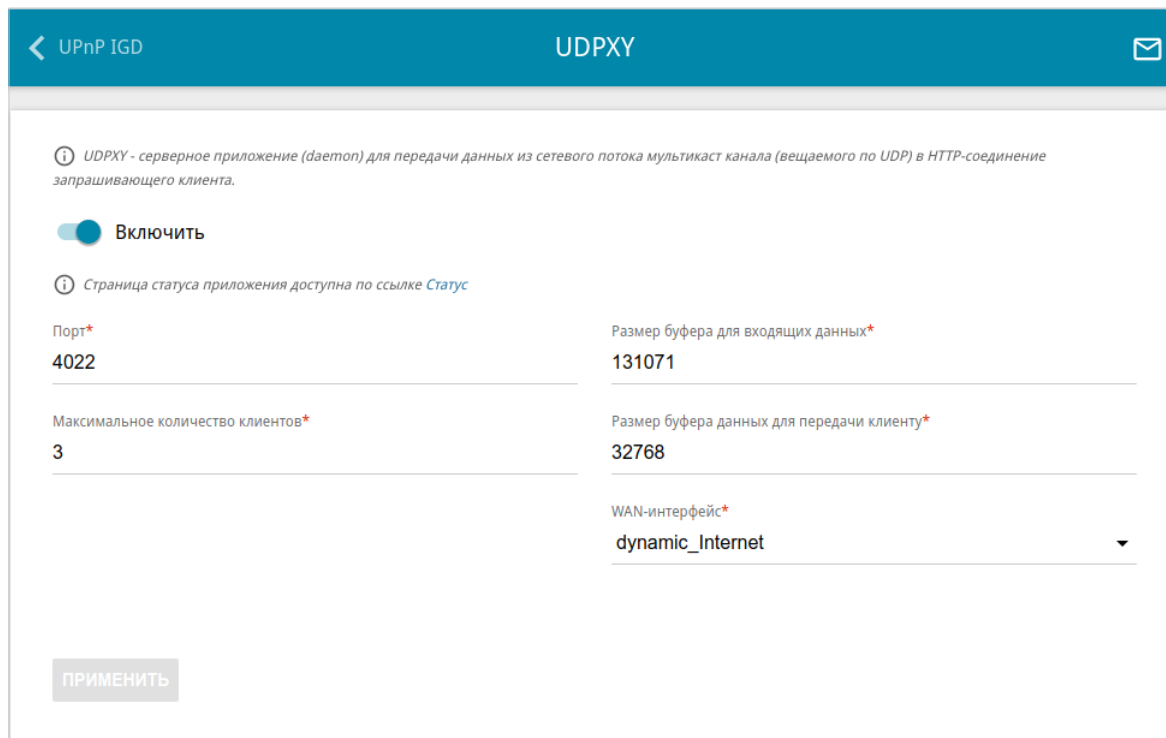 UPnP IGD
UDPXY
UDPXY - серверное приложение (daemon) для передачи данных из сетевого потока мультикаст канала (вещаемого по UDP) в HTTP-соединение
запрашивающего клиента.
Включить
Страница статуса приложения доступна по ссылке Статус
Порт*
4022
Размер буфера для входящих данных*
131071
Максимальное количество клиентов*
3
Размер буфера данных для передачи клиенту*
32768
WAN-интерфейс*
dynamic_Internet
ПРИМЕНИТЬ